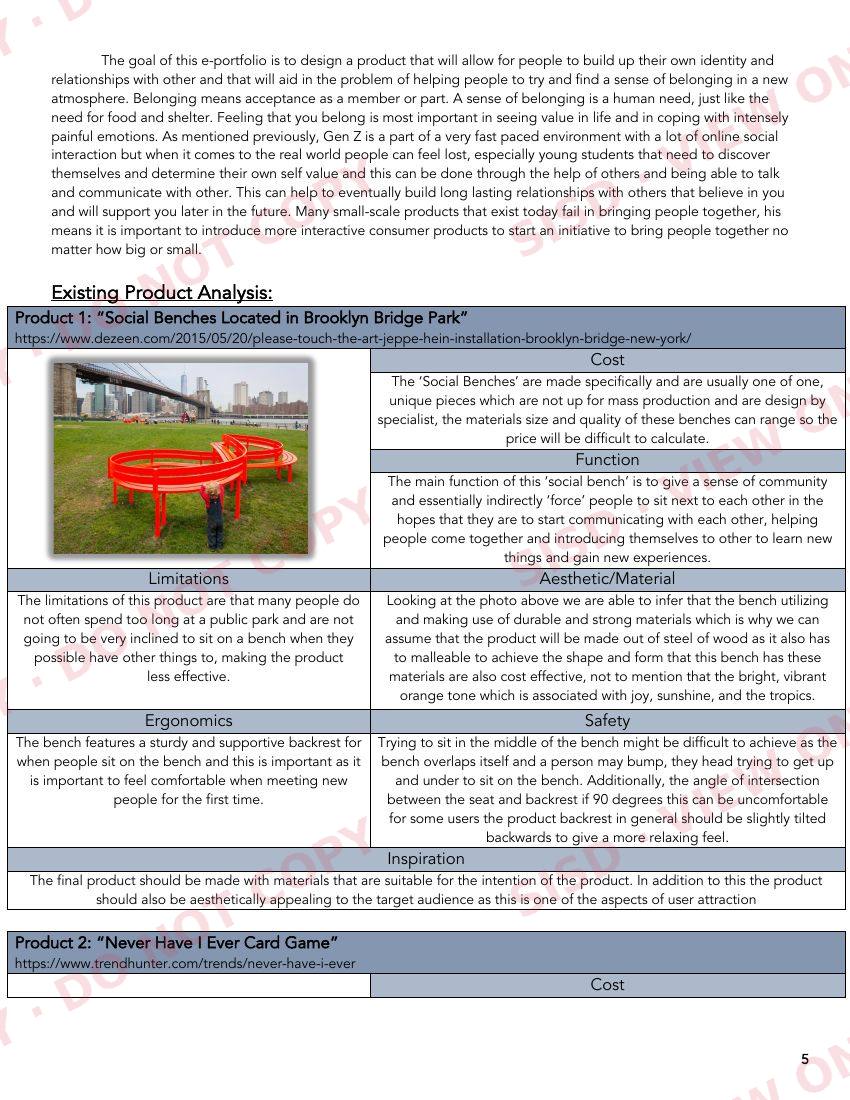 The goal of this e-portfolio is to design a product that will allow for people to build up their own identity and
relationships with other and that will aid in the problem of helping people to try and find a sense of belonging in a new
atmosphere. Belonging means acceptance as a member or part. A sense of belonging is a human need, just like the
need for food and shelter. Feeling that you belong is most important in seeing value in life and in coping with intensely
painful emotions. As mentioned previously, Gen Z is a part of a very fast paced environment with a lot of online social
interaction but when it comes to the real world people can feel lost, especially young students that need to discover
themselves and determine their own self value and this can be done through the help of others and being able to talk
and communicate with other. This can help to eventually build long lasting relationships with others that believe in you
and will support you later in the future. Many small-scale products that exist today fail in bringing people together, his
means it is important to introduce more interactive consumer products to start an initiative to bring people together no
matter how big or small.
Existing Product Analysis:
Product 1: “Social Benches Located in Brooklyn Bridge Park”
https://www.dezeen.com/2015/05/20/please-touch-the-art-jeppe-hein-installation-brooklyn-bridge-new-york/
Cost
The ‘Social Benches’ are made specifically and are usually one of one,
unique pieces which are not up for mass production and are design by
specialist, the materials size and quality of these benches can range so the
price will be difficult to calculate.
Function
The main function of this ‘social bench’ is to give a sense of community
and essentially indirectly ‘force’ people to sit next to each other in the
hopes that they are to start communicating with each other, helping
people come together and introducing themselves to other to learn new
things and gain new experiences.
Limitations
The limitations of this product are that many people do
not often spend too long at a public park and are not
going to be very inclined to sit on a bench when they
possible have other things to, making the product
less effective.
Aesthetic/Material
Looking at the photo above we are able to infer that the bench utilizing
and making use of durable and strong materials which is why we can
assume that the product will be made out of steel of wood as it also has
to malleable to achieve the shape and form that this bench has these
materials are also cost effective, not to mention that the bright, vibrant
orange tone which is associated with joy, sunshine, and the tropics.
Ergonomics
The bench features a sturdy and supportive backrest for
when people sit on the bench and this is important as it
is important to feel comfortable when meeting new
people for the first time.
Safety
Trying to sit in the middle of the bench might be difficult to achieve as the
bench overlaps itself and a person may bump, they head trying to get up
and under to sit on the bench. Additionally, the angle of intersection
between the seat and backrest if 90 degrees this can be uncomfortable
for some users the product backrest in general should be slightly tilted
backwards to give a more relaxing feel.
Inspiration
The final product should be made with materials that are suitable for the intention of the product. In addition to this the product
should also be aesthetically appealing to the target audience as this is one of the aspects of user attraction
Product 2: “Never Have I Ever Card Game”
https://www.trendhunter.com/trends/never-have-i-ever
Cost
5
SISD · VIEW ONLY · DO NOT COPY